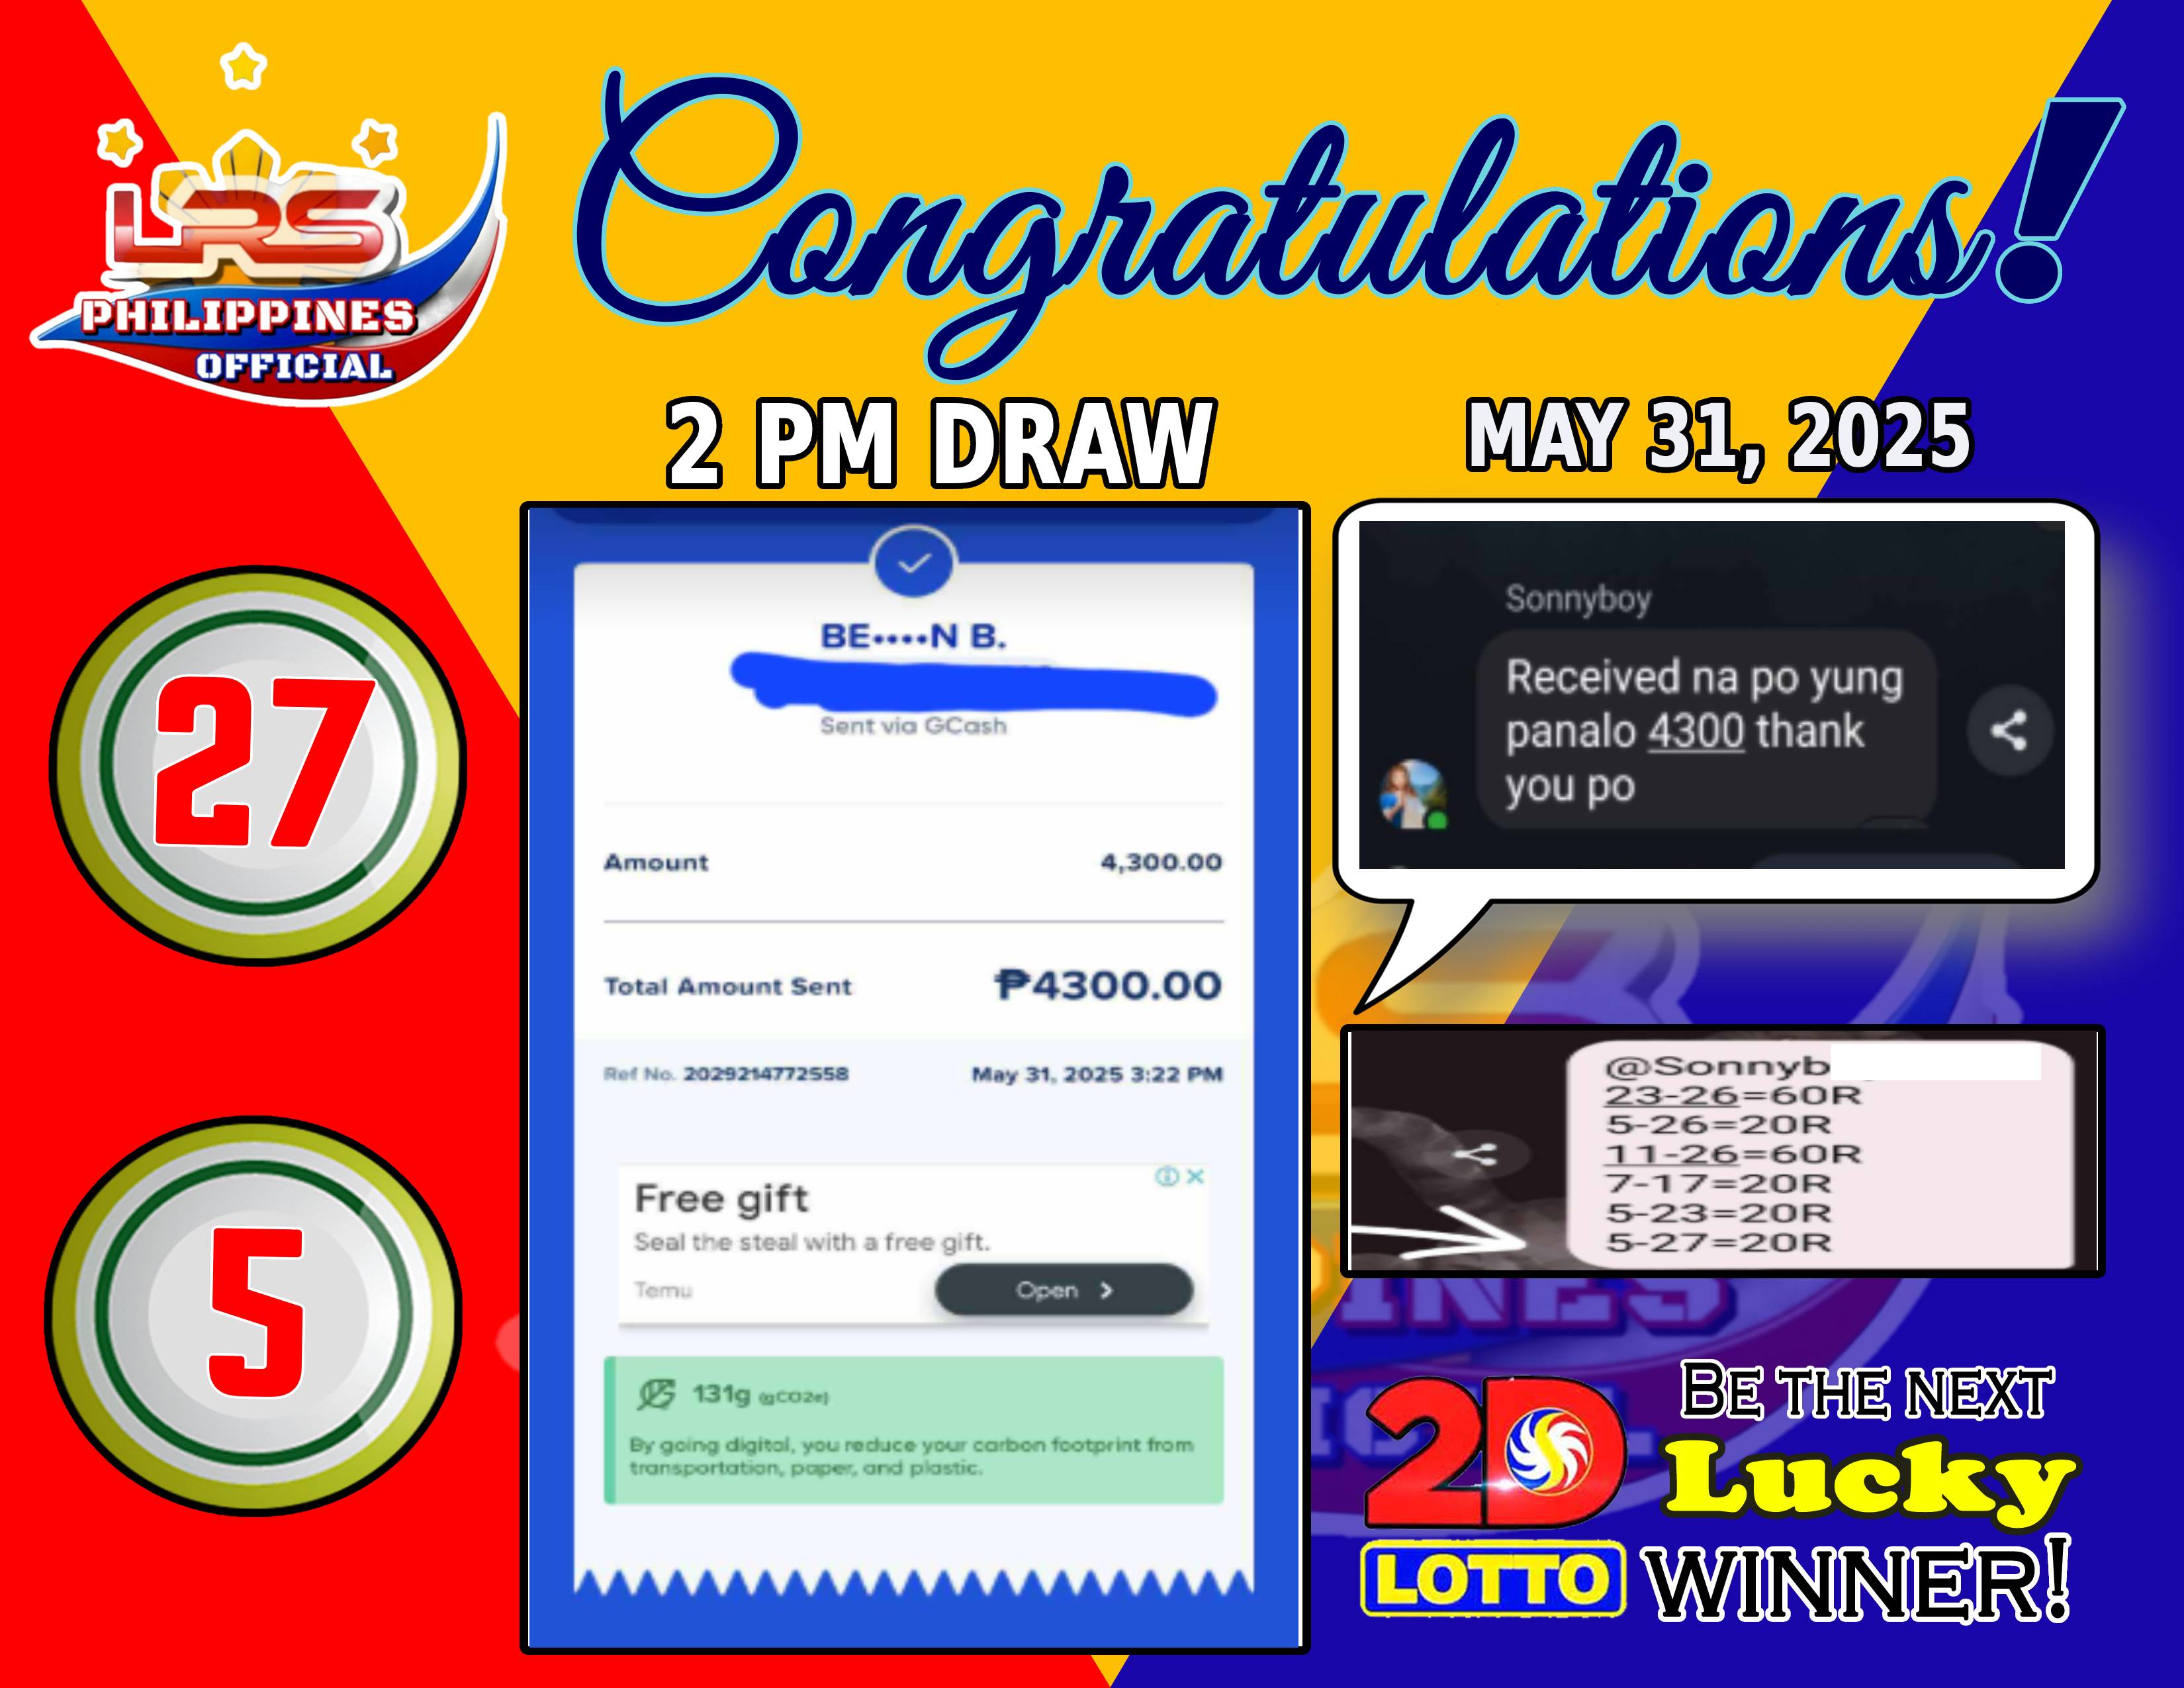 LRS
PHILIPPINES
OFFICIAL
Congratulations!
2 PM DRAW
MAY 31, 2025
27
5
BE••••N B.
Sent via GCash
Amount 4,300.00
Total Amount Sent ₱4300.00
Ref No. 2029214772558 May 31, 2025 3:22 PM
Free gift
Seal the steal with a free gift.
Temu
Open >
131g (gCO2e)
By going digital, you reduce your carbon footprint from
transportation, paper, and plastic.
Sonnyboy
Received na po yung
panalo 4300 thank
you po
@Sonnyb
23-26=60R
5-26=20R
11-26=60R
7-17=20R
5-23=20R
5-27=20R
2D
LOTTO
BE THE NEXT
Lucky
WINNER!